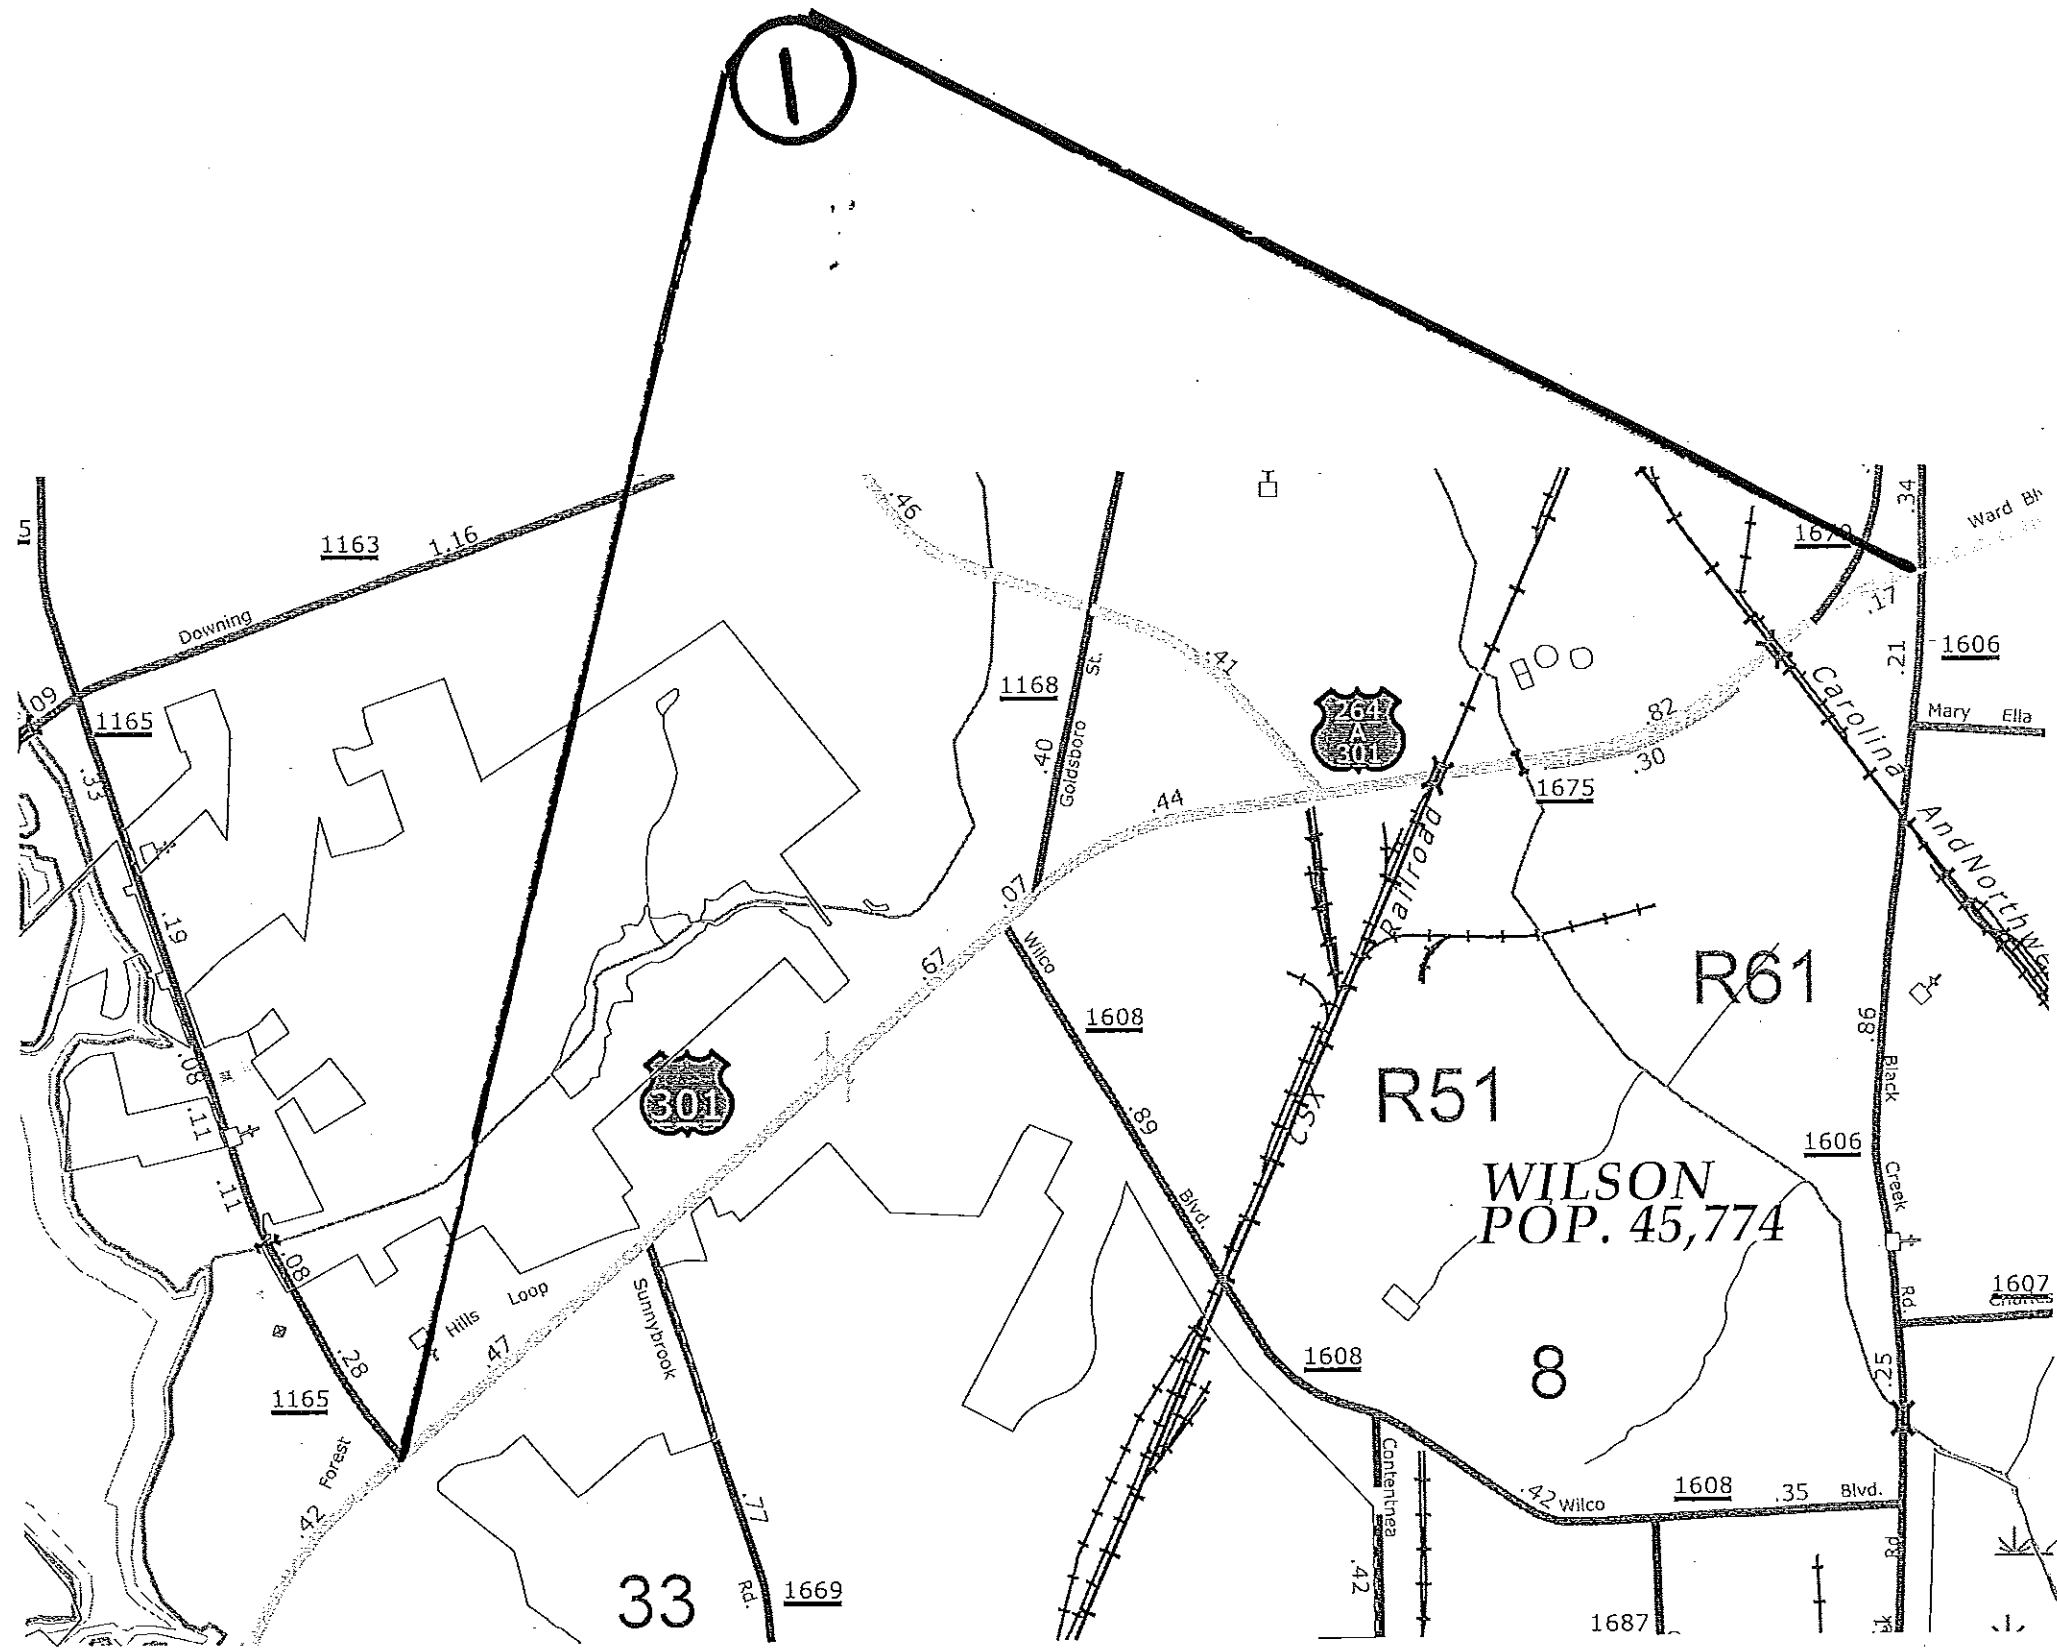 1
5
1163
1.16
Downing
.46
.34
Ward
1606
.17
.21
Mary Ella
.09
1165
.33
1168
St.
.41
.40
Goldsboro
264
A
301
.82
.30
1675
Carolina
.44
Railroad
And North
.07
.19
.67
Wilco
1608
R61
R51
.86
Black
301
.08
.11
CSX
.89
1606
WILSON
POP. 45,774
Creek
.11
Blvd.
.08
Hills Loop
Sunnybrook
1607
Rd.
.28
.47
1608
8
.25
1165
Forest
Contentnea
.42
.77
.42
Wilco
1608
.35
Blvd.
Rd.
33
Rd.
1669
.42
1687